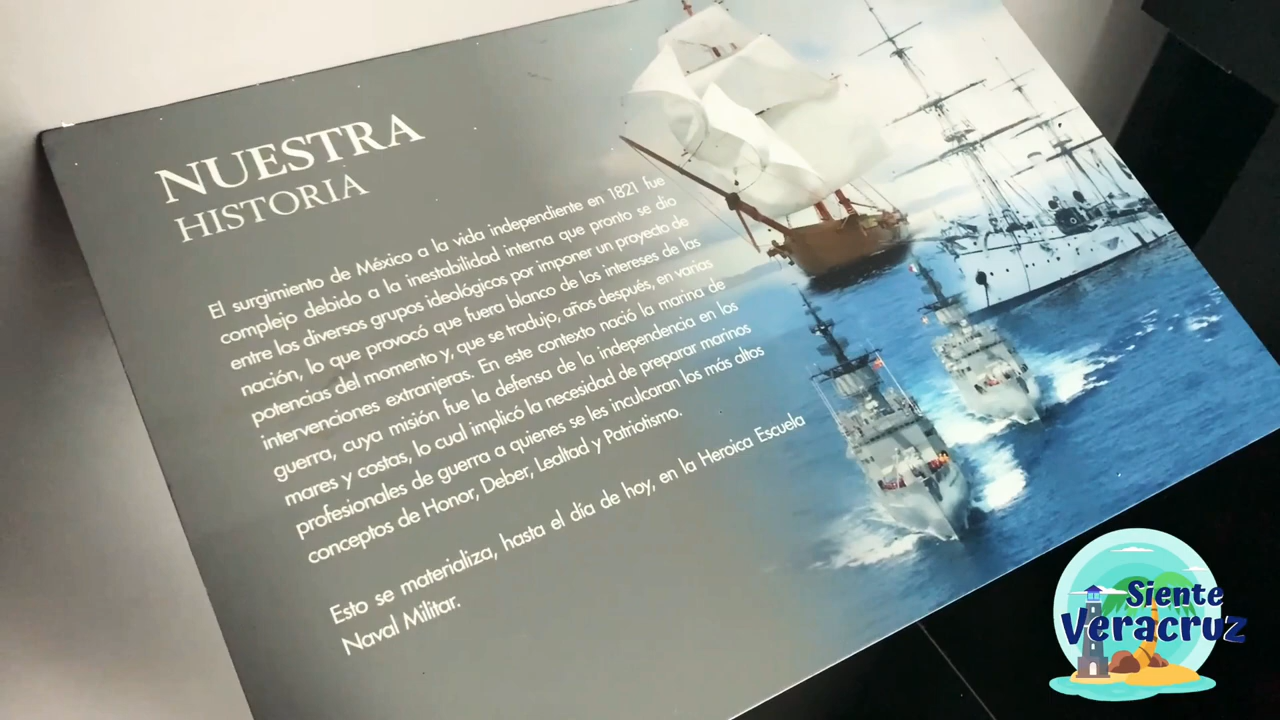 NUESTRA
HISTORIA
El surgimiento de México a la vida independiente en 1821 fue
complejo debido a la inestabilidad interna que pronto se dio
entre los diversos grupos ideológicos por imponer un proyecto de
nación, lo que provocó que fuera blanco de los intereses de las
potencias del momento y, que se tradujo, años después, en varias
intervenciones extranjeras. En este contexto nació la marina de
guerra, cuya misión fue la defensa de la independencia en los
mares y costas, lo cual implicó la necesidad de preparar marinos
profesionales de guerra a quienes se les inculcaran los más altos
conceptos de Honor, Deber, Lealtad y Patriotismo.
Esto se materializa, hasta el día de hoy, en la Heroica Escuela
Naval Militar.
Siente
Veracruz